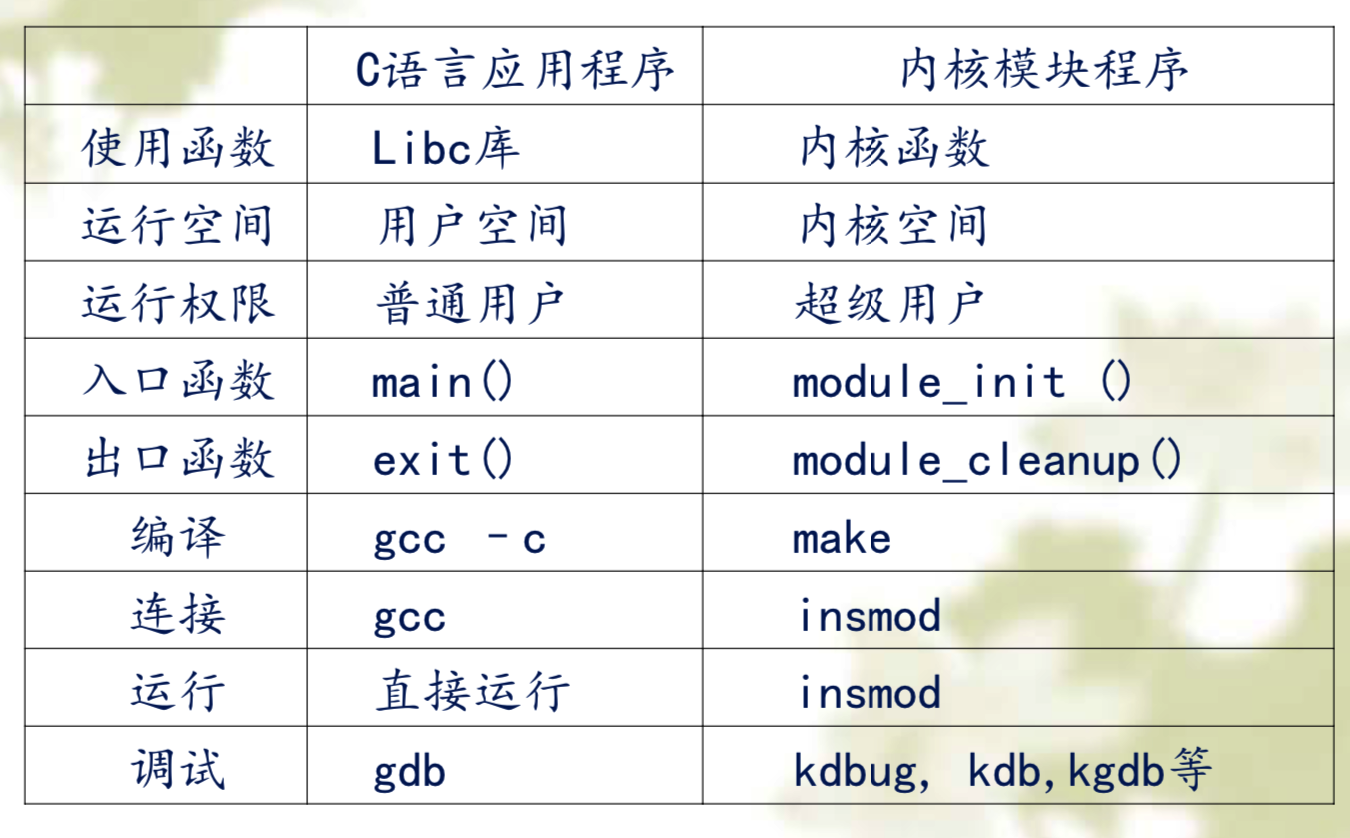 C语言应用程序 内核模块程序
使用函数 Libc库 内核函数
运行空间 用户空间 内核空间
运行权限 普通用户 超级用户
入口函数 main() module_init ()
出口函数 exit() module_cleanup()
编译 gcc –c make
连接 gcc insmod
运行 直接运行 insmod
调试 gdb kdbug, kdb,kgdb等